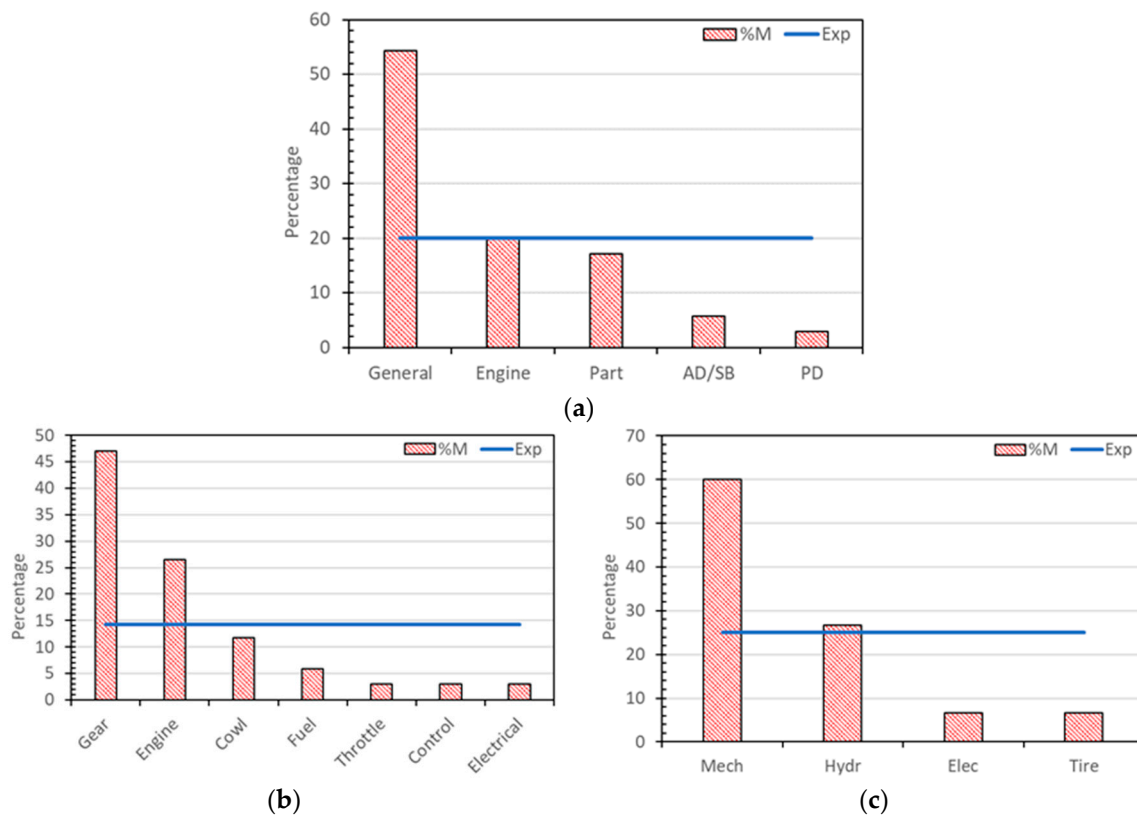 60
%M
Exp
50
40
30
20
10
0
Percentage
General
Engine
Part
AD/SB
PD
(a)
50
%M
Exp
45
40
35
30
25
20
15
10
5
0
Percentage
Gear
Engine
Cowl
Fuel
Throttle
Control
Electrical
(b)
70
%M
Exp
60
50
40
30
20
10
0
Percentage
Mech
Hydr
Elec
Tire
(c)